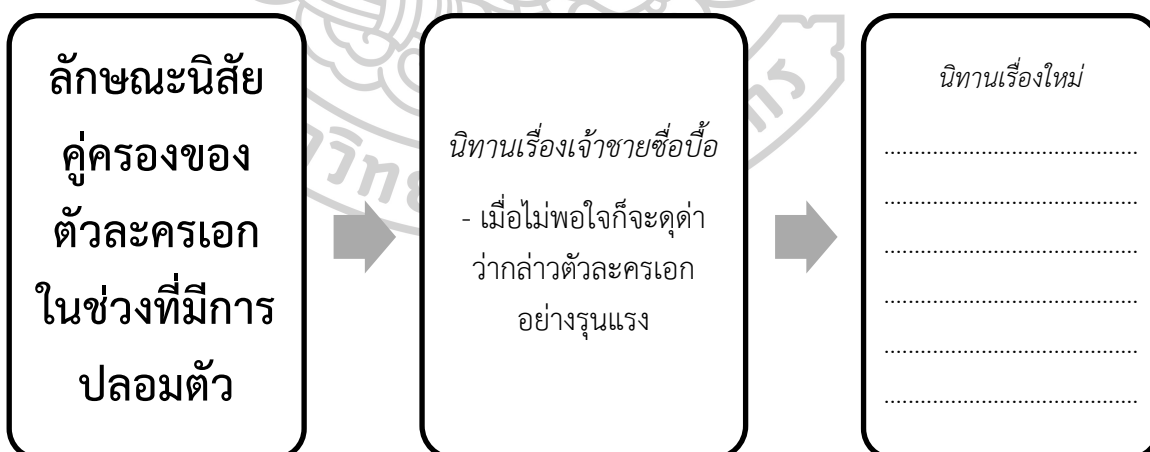 ลักษณะนิสัย
คู่ครองของ
ตัวละครเอก
ในช่วงที่มีการ
ปลอมตัว
นิทานเรื่องเจ้าชายซื่อบื้อ
- เมื่อไม่พอใจก็จะดุด่า
ว่ากล่าวตัวละครเอก
อย่างรุนแรง
นิทานเรื่องใหม่
..........................................
..........................................
..........................................
..........................................
..........................................
..........................................